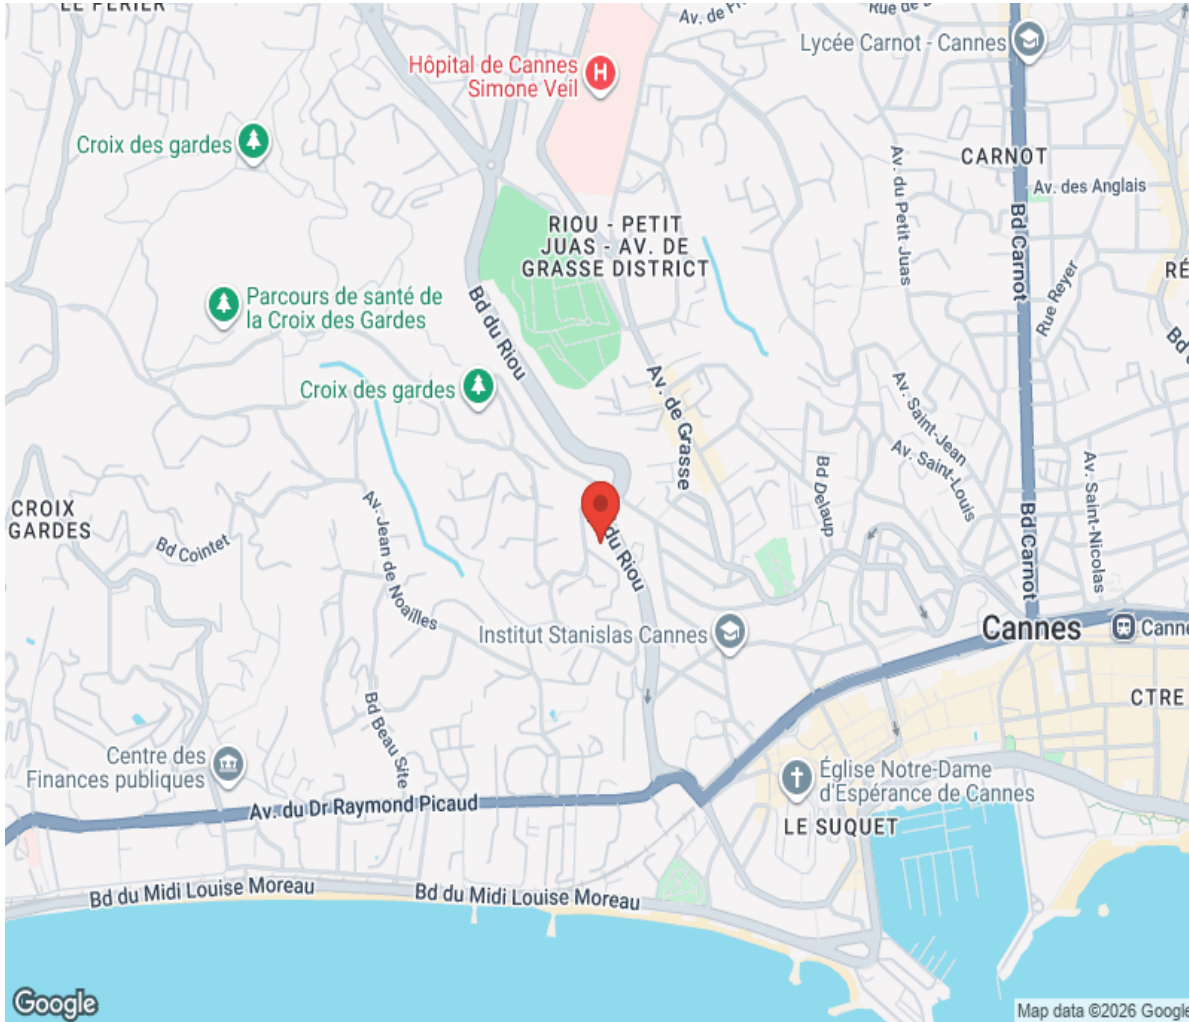 LE PÉRIER
Rue de
Lycée Carnot - Cannes
Hôpital de Cannes
Simone Veil
Croix des gardes
CARNOT
Av. des Anglais
Av. du Petit Juas
Bd Carnot
RIOU - PETIT
JUAS - AV. DE
GRASSE DISTRICT
Rue Reyer
Bd du Riou
Parcours de santé de
la Croix des Gardes
Croix des gardes
Av. de Grasse
Av. Saint-Jean
Av. Saint-Louis
Bd Delaup
Av. Saint-Nicolas
Bd Carnot
CROIX
GARDES
Bd Cointet
Av. Jean de Noailles
du Riou
Institut Stanislas Cannes
Cannes
Bd Beau Site
CTRE
Centre des
Finances publiques
Av. du Dr Raymond Picaud
Église Notre-Dame
d'Espérance de Cannes
LE SUQUET
Bd du Midi Louise Moreau
Bd du Midi Louise Moreau
Google
Map data ©2026 Google